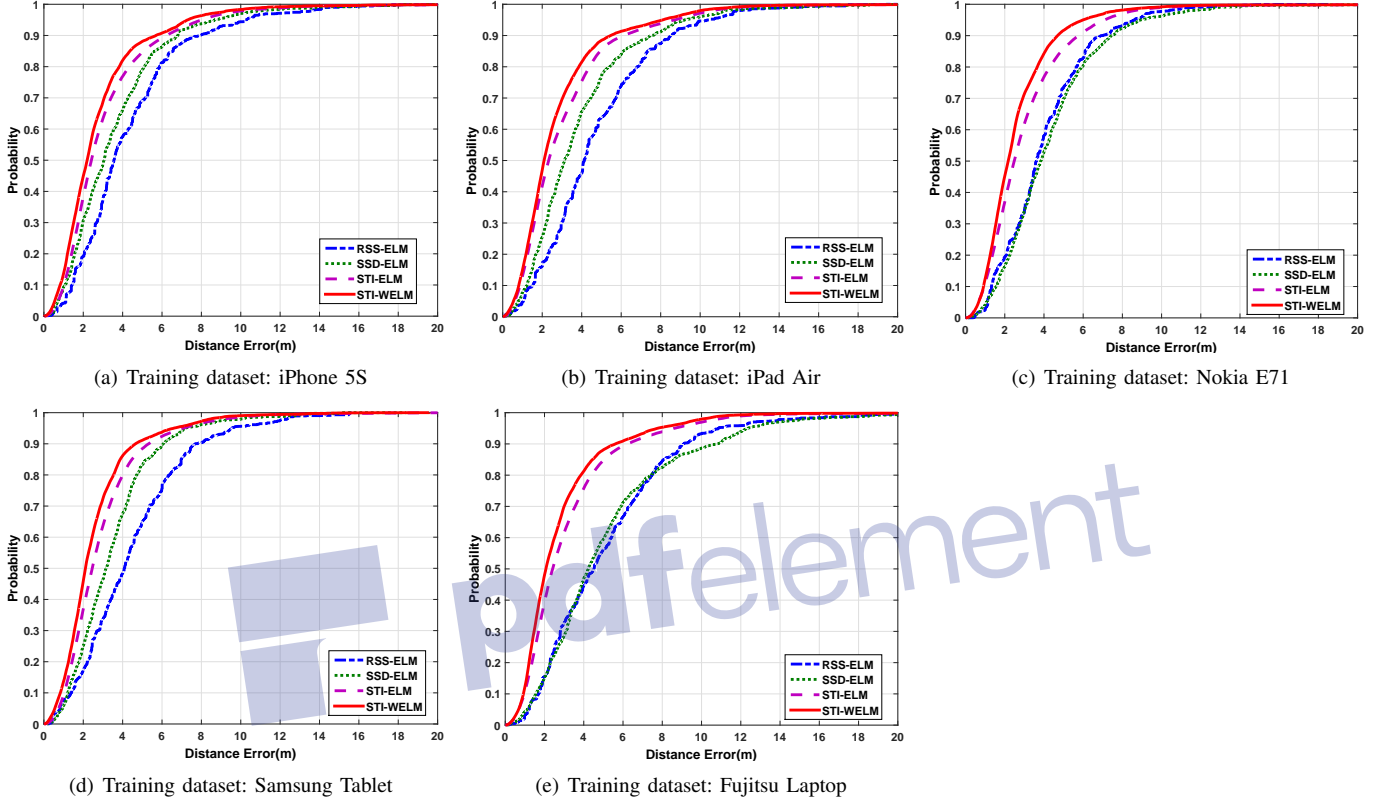 1
0.9
0.8
0.7
0.6
0.5
0.4
0.3
0.2
0.1
0
Probability
RSS-ELM
SSD-ELM
STI-ELM
STI-WELM
0 2 4 6 8 10 12 14 16 18 20
Distance Error(m)
(a) Training dataset: iPhone 5S
1
0.9
0.8
0.7
0.6
0.5
0.4
0.3
0.2
0.1
0
Probability
RSS-ELM
SSD-ELM
STI-ELM
STI-WELM
0 2 4 6 8 10 12 14 16 18 20
Distance Error(m)
(b) Training dataset: iPad Air
1
0.9
0.8
0.7
0.6
0.5
0.4
0.3
0.2
0.1
0
Probability
RSS-ELM
SSD-ELM
STI-ELM
STI-WELM
0 2 4 6 8 10 12 14 16 18 20
Distance Error(m)
(c) Training dataset: Nokia E71
1
0.9
0.8
0.7
0.6
0.5
0.4
0.3
0.2
0.1
0
Probability
RSS-ELM
SSD-ELM
STI-ELM
STI-WELM
0 2 4 6 8 10 12 14 16 18 20
Distance Error(m)
(d) Training dataset: Samsung Tablet
1
0.9
0.8
0.7
0.6
0.5
0.4
0.3
0.2
0.1
0
Probability
RSS-ELM
SSD-ELM
STI-ELM
STI-WELM
0 2 4 6 8 10 12 14 16 18 20
Distance Error(m)
(e) Training dataset: Fujitsu Laptop
pdfelement